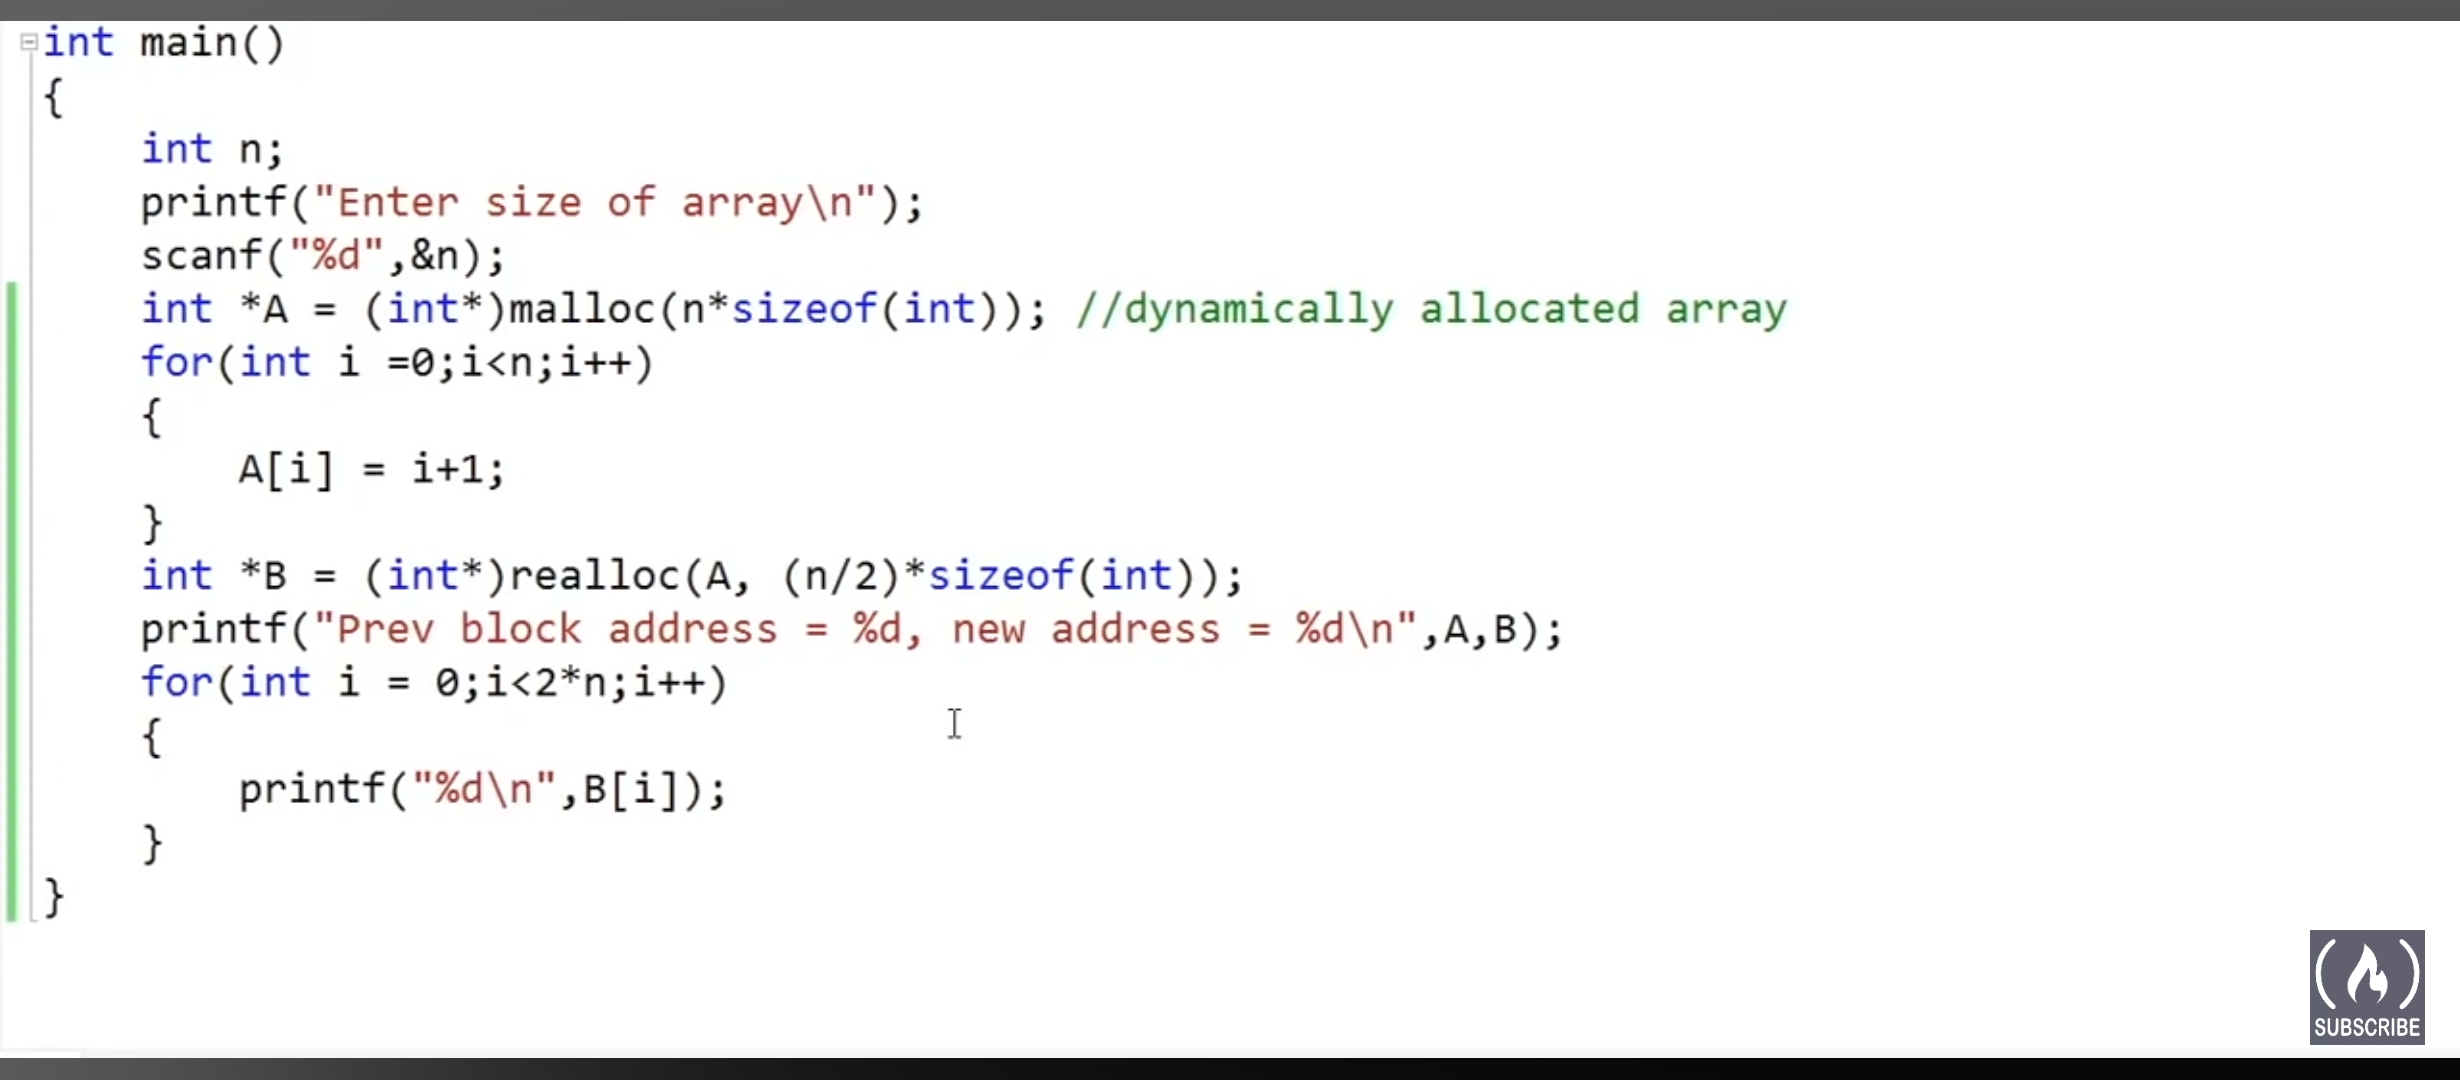 int main()
{
    int n;
    printf("Enter size of array\n");
    scanf("%d",&n);
    int *A = (int*)malloc(n*sizeof(int)); //dynamically allocated array
    for(int i =0;i<n;i++)
    {
        A[i] = i+1;
    }
    int *B = (int*)realloc(A, (n/2)*sizeof(int));
    printf("Prev block address = %d, new address = %d\n",A,B);
    for(int i = 0;i<2*n;i++)
    {
        printf("%d\n",B[i]);
    }
}
SUBSCRIBE